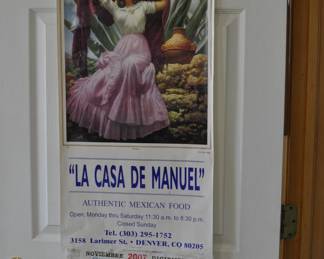 "LA CASA DE MANUEL"
AUTHENTIC MEXICAN FOOD
Open: Monday thru Saturday 11:30 a.m. to 8:30 p.m.
Closed Sunday
Tel. (303) 295-1752
3158 Larimer St. • DENVER, CO 80205
NOVIEMBRE 2007